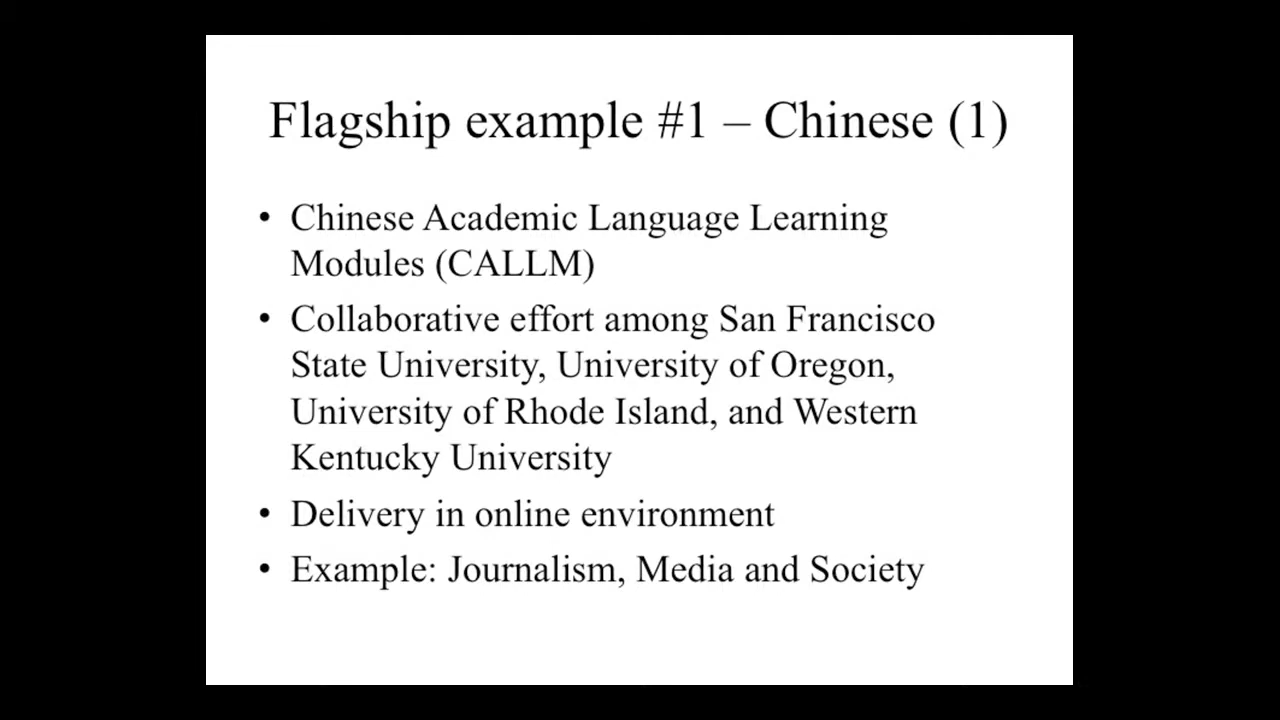 Flagship example #1 – Chinese (1)
• Chinese Academic Language Learning
Modules (CALLM)
• Collaborative effort among San Francisco
State University, University of Oregon,
University of Rhode Island, and Western
Kentucky University
• Delivery in online environment
• Example: Journalism, Media and Society